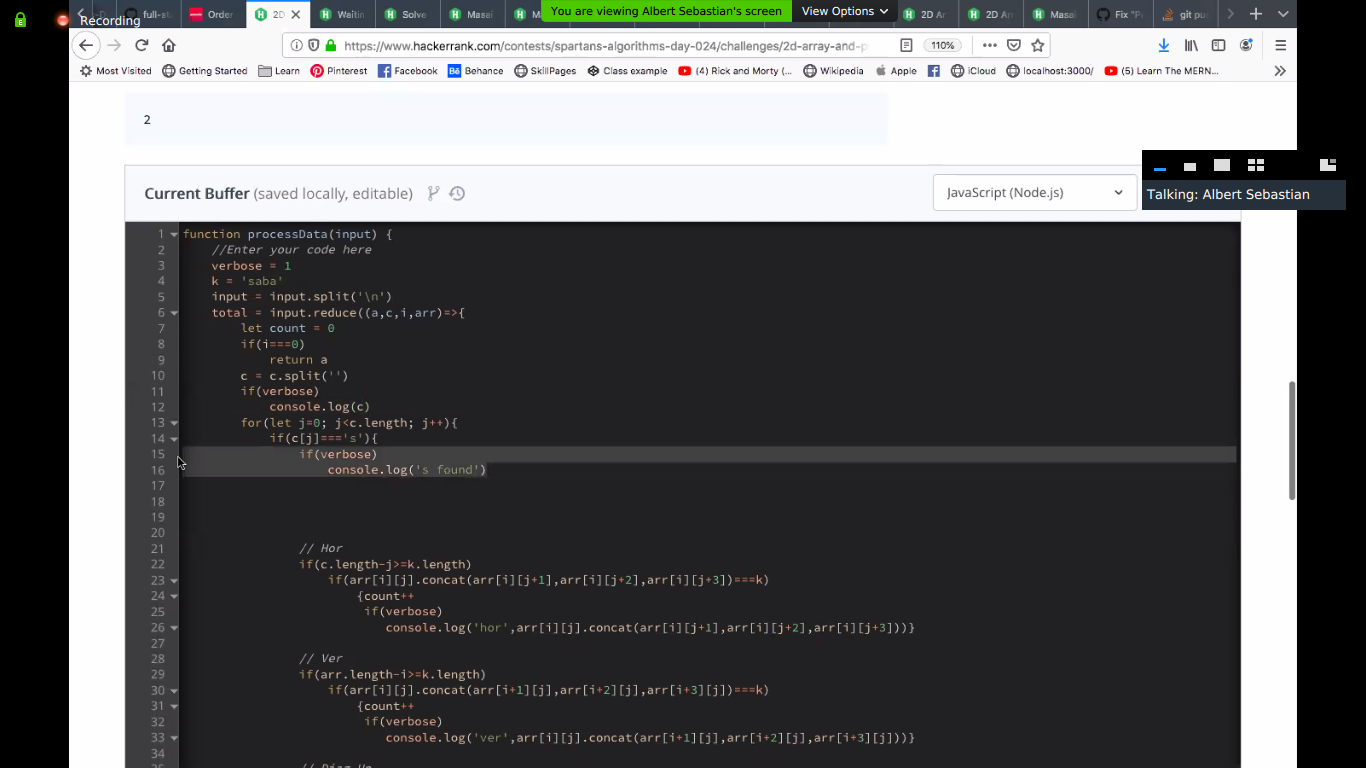 Recording
full-st
Order
2D
Waitin
Solve
Masai
M
You are viewing Albert Sebastian's screen
View Options
2D Ar
2D Arr
Masai
Fix "P
git pu
https://www.hackerrank.com/contests/spartans-algorithms-day-024/challenges/2d-array-and-p
110%
Most Visited
Getting Started
Learn
Pinterest
Facebook
Behance
SkillPages
Class example
(4) Rick and Morty (...
Wikipedia
Apple
iCloud
localhost:3000/
(5) Learn The MERN...
2
Talking: Albert Sebastian
Current Buffer (saved locally, editable)
JavaScript (Node.js)
1 function processData(input) {
2 //Enter your code here
3 verbose = 1
4 k = 'saba'
5 input = input.split('\n')
6 total = input.reduce((a,c,i,arr)=>{
7 let count = 0
8 if(i===0)
9 return a
10 c = c.split('')
11 if(verbose)
12 console.log(c)
13 for(let j=0; j<c.length; j++){
14 if(c[j]==='s'){
15 if(verbose)
16 console.log('s found')
17
18
19
20
21 // Hor
22 if(c.length-j>=k.length)
23 if(arr[i][j].concat(arr[i][j+1],arr[i][j+2],arr[i][j+3])===k)
24 {count++
25 if(verbose)
26 console.log('hor',arr[i][j].concat(arr[i][j+1],arr[i][j+2],arr[i][j+3]))}
27
28 // Ver
29 if(arr.length-i>=k.length)
30 if(arr[i][j].concat(arr[i+1][j],arr[i+2][j],arr[i+3][j])===k)
31 {count++
32 if(verbose)
33 console.log('ver',arr[i][j].concat(arr[i+1][j],arr[i+2][j],arr[i+3][j]))}
34